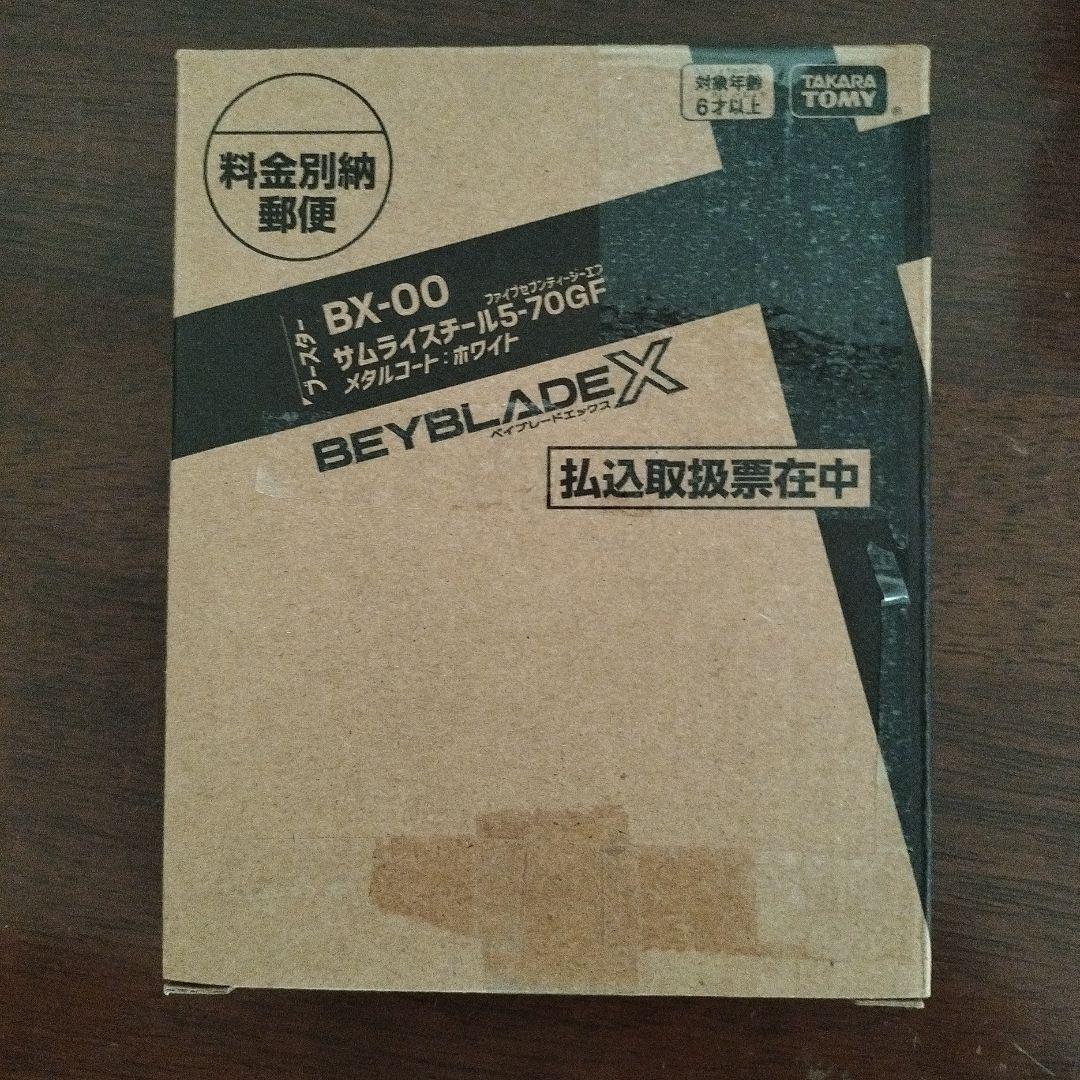 料金別納
郵便
対象年齢
6才以上
TAKARA
TOMY
ブースター
BX-00
ファイブセブンティージーエフ
サムライスチール5-70GF
メタルコート:ホワイト
BEYBLADE X
ベイブレードエックス
払込取扱票在中